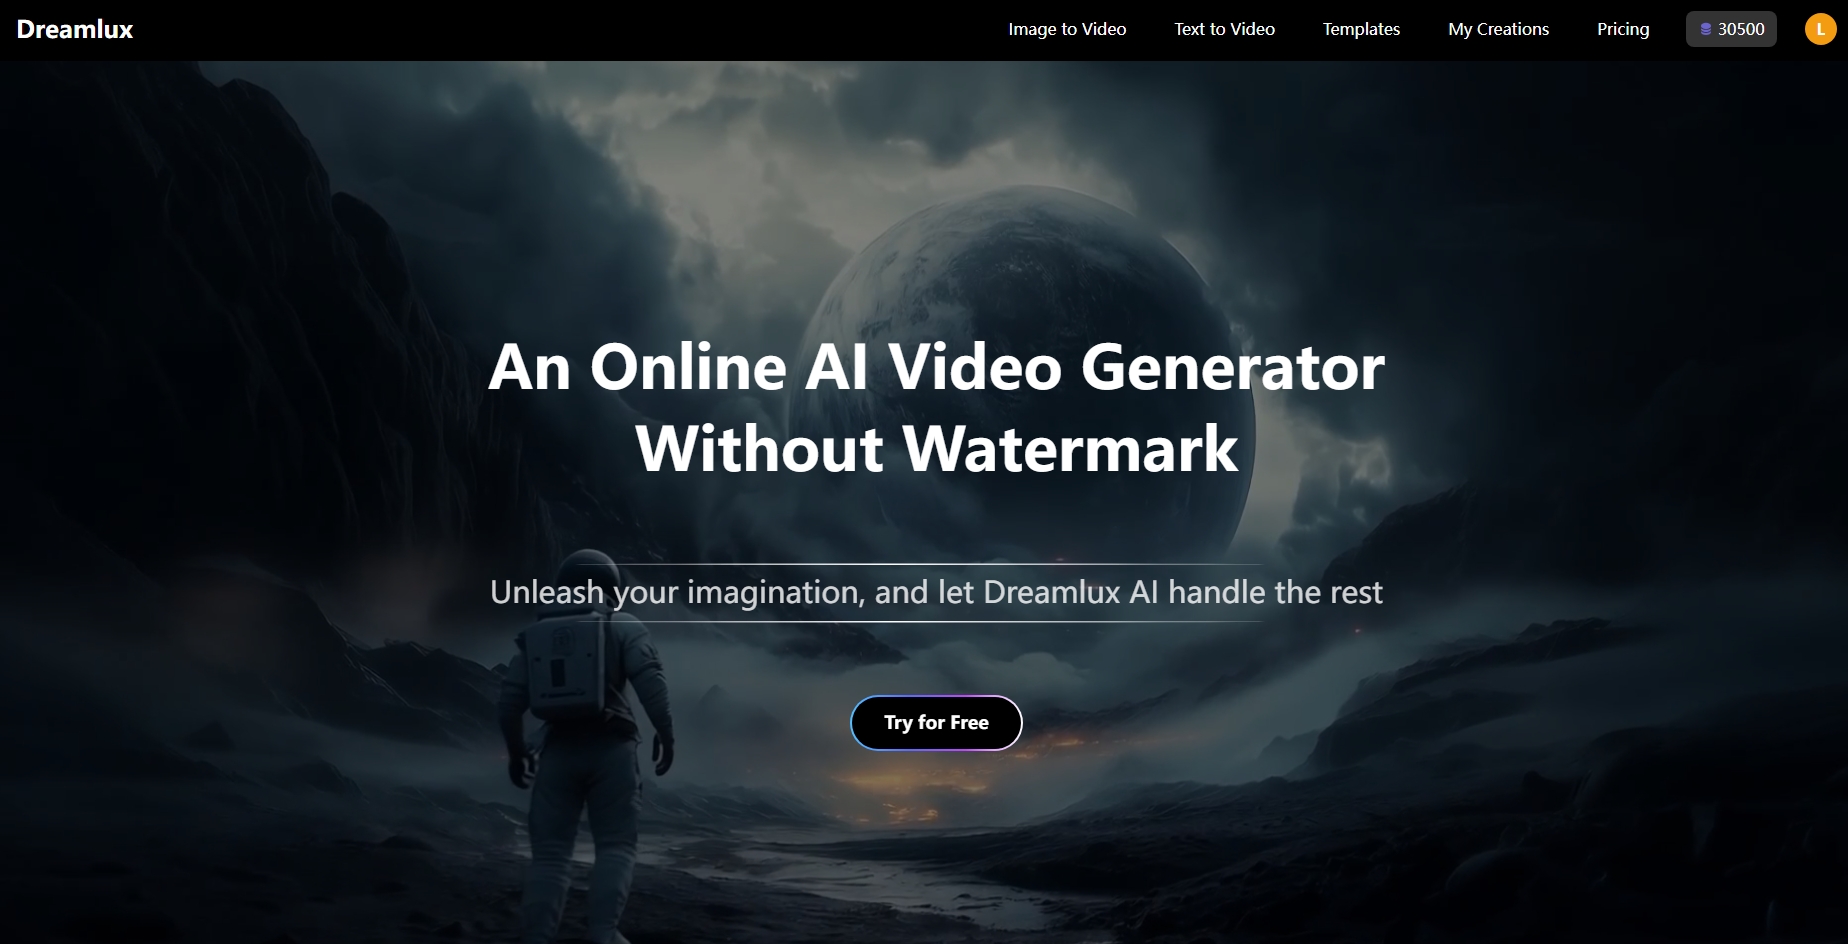 Dreamlux
Image to Video
Text to Video
Templates
My Creations
Pricing
30500
L
An Online AI Video Generator
Without Watermark
Unleash your imagination, and let Dreamlux AI handle the rest
Try for Free